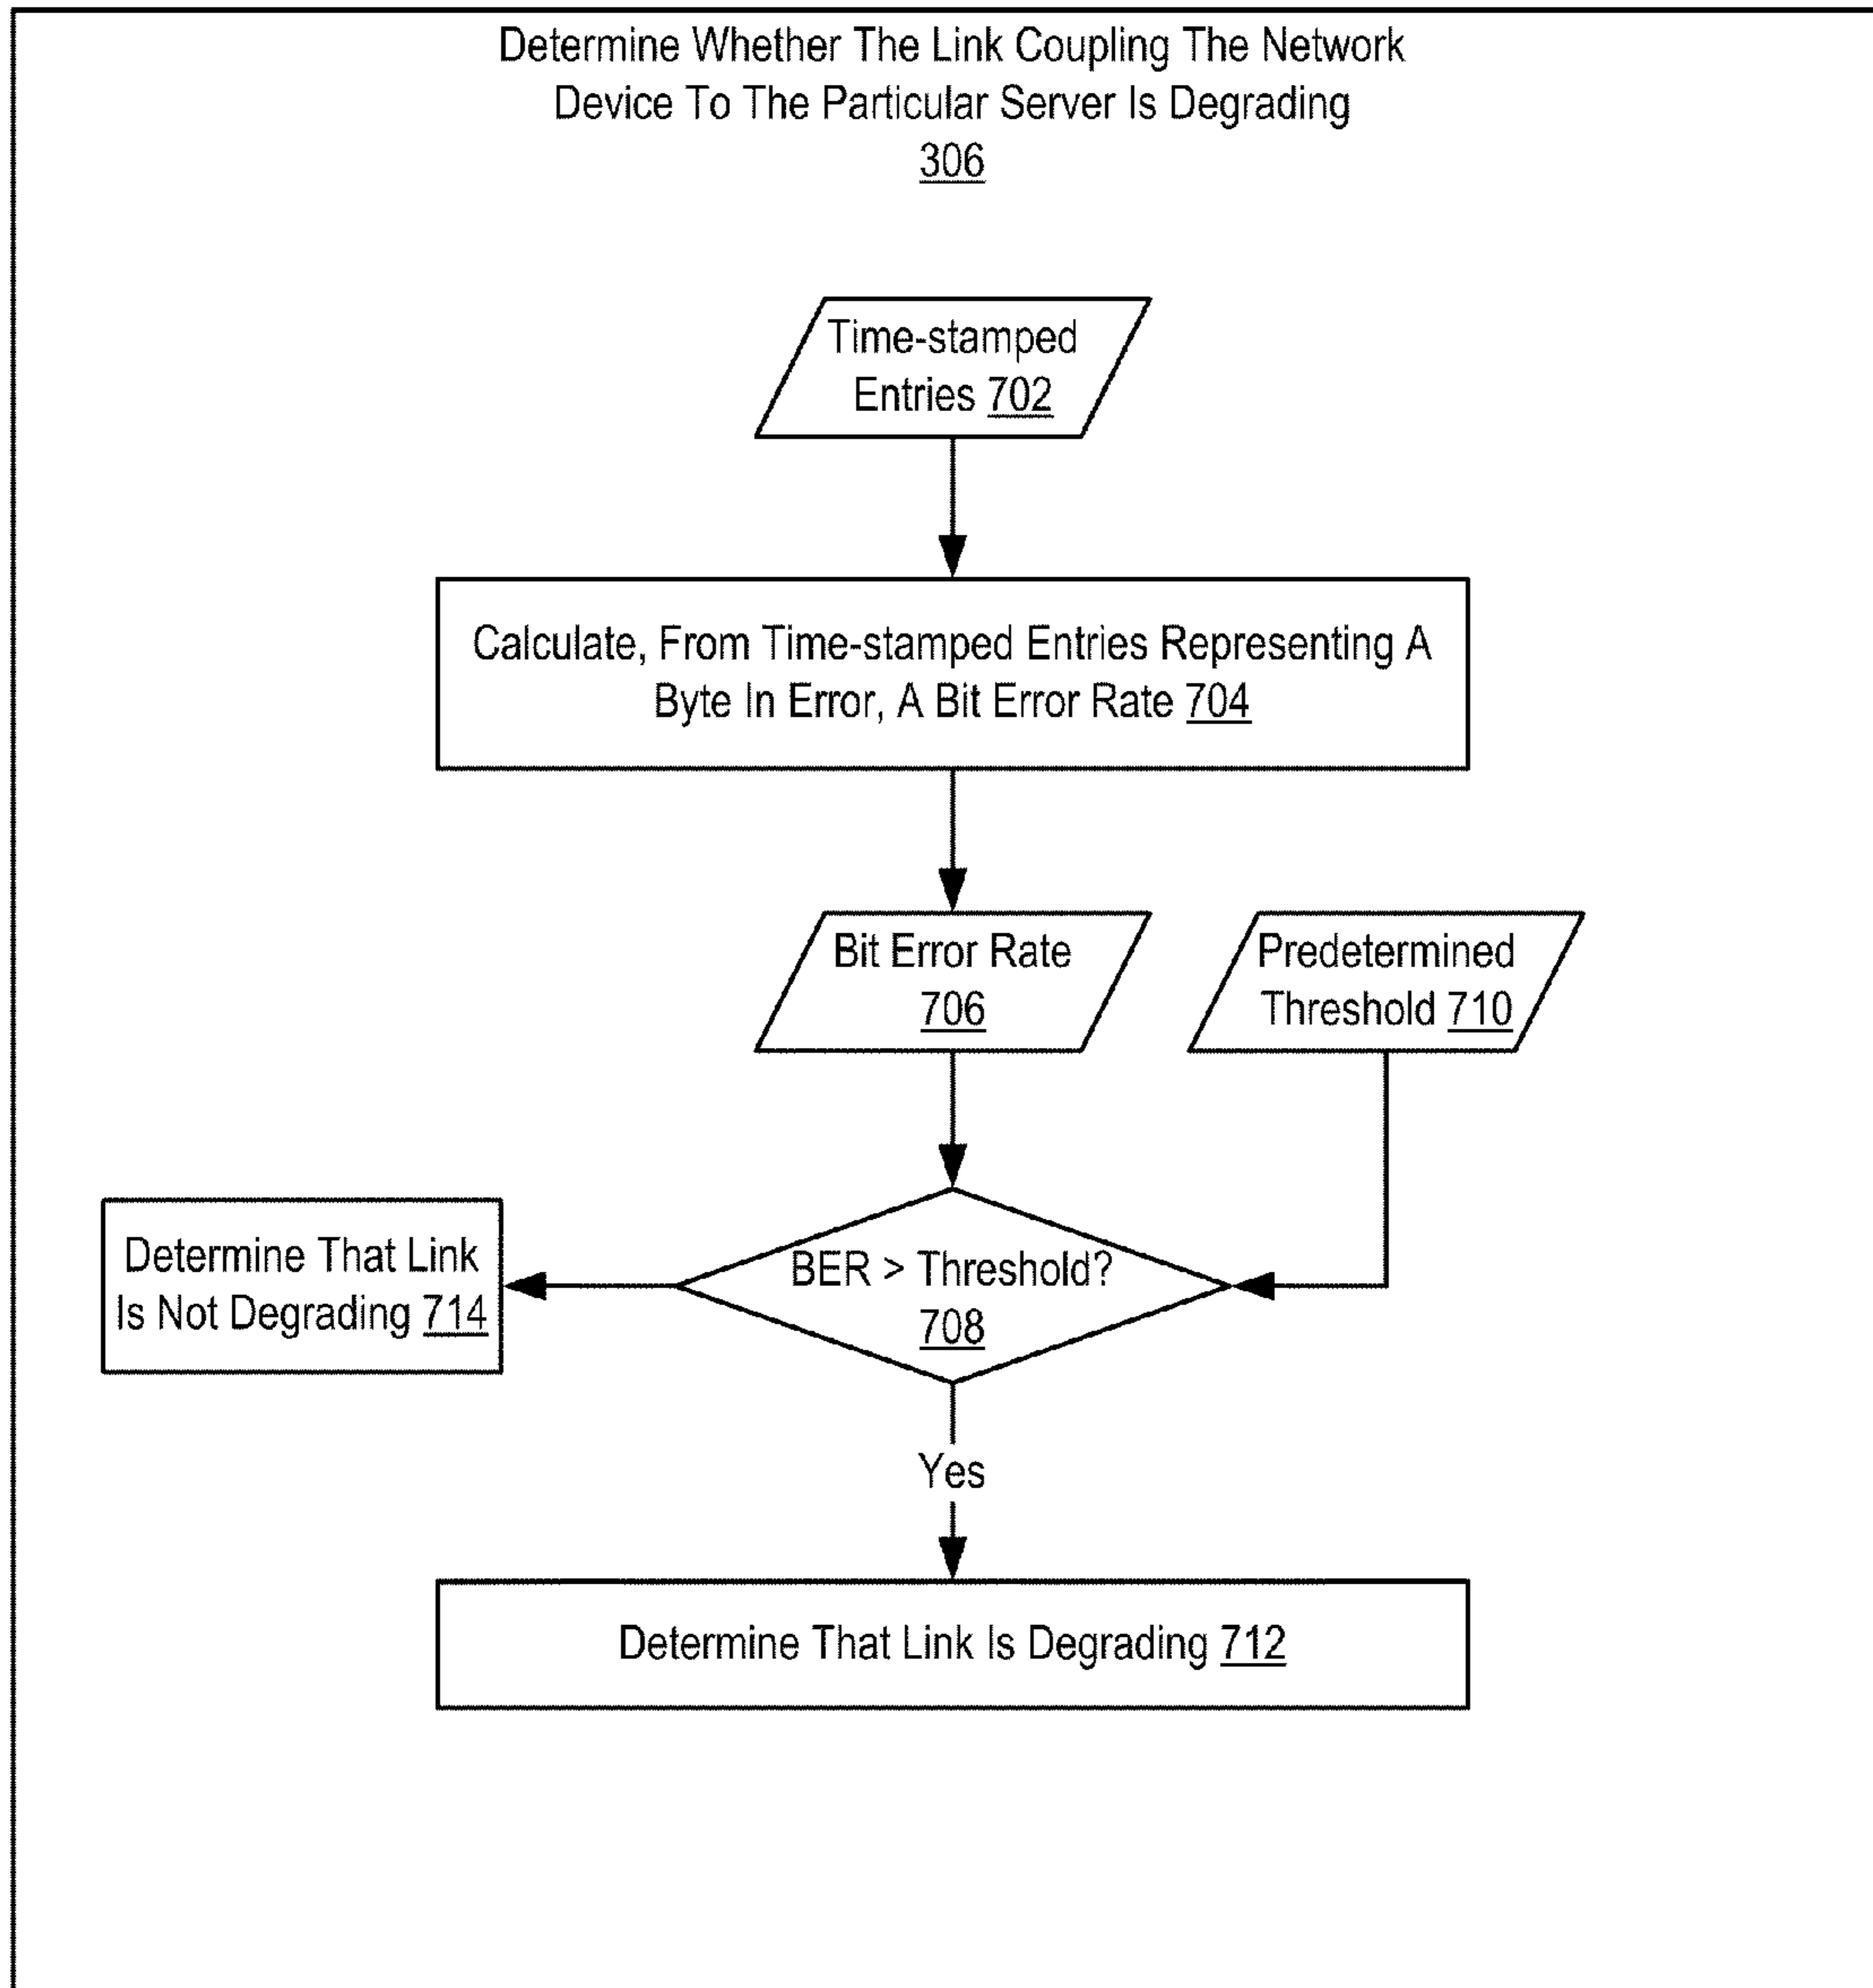 Determine Whether The Link Coupling The Network
Device To The Particular Server Is Degrading
306
Time-stamped
Entries 702
Calculate, From Time-stamped Entries Representing A
Byte In Error, A Bit Error Rate 704
Bit Error Rate
706
Predetermined
Threshold 710
Determine That Link
Is Not Degrading 714
BER > Threshold?
708
Yes
Determine That Link Is Degrading 712